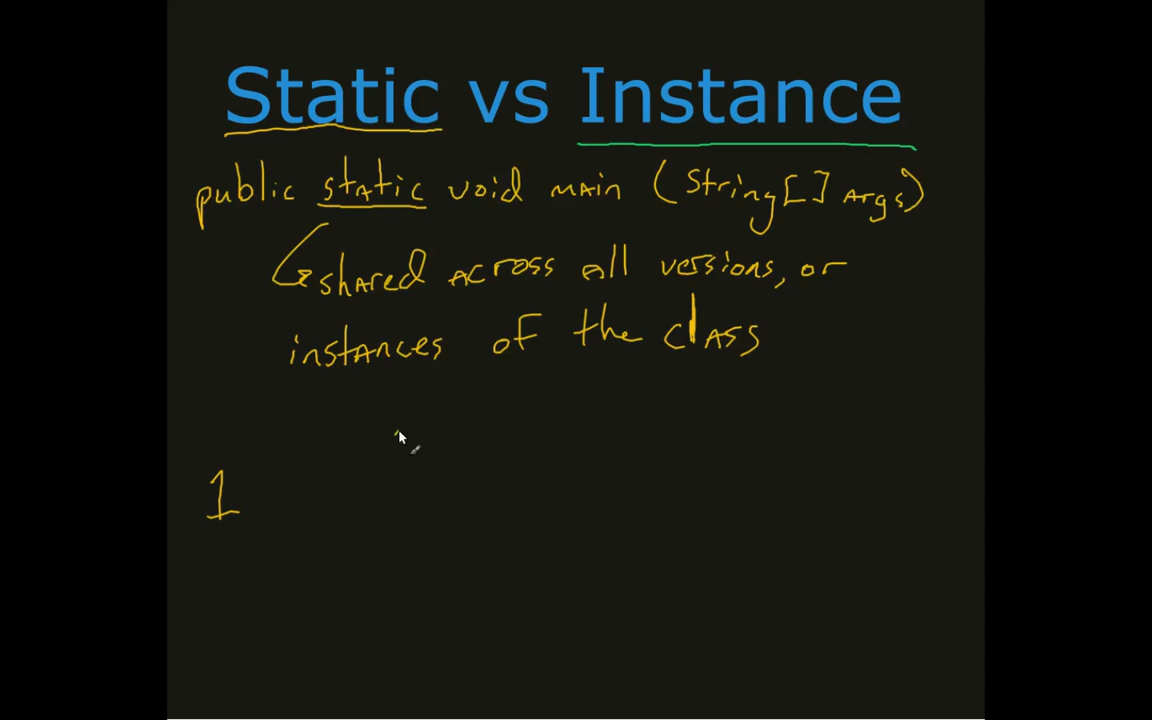 Static vs Instance
public static void main (String[] Args)
shared across all versions, or
instances of the class
1